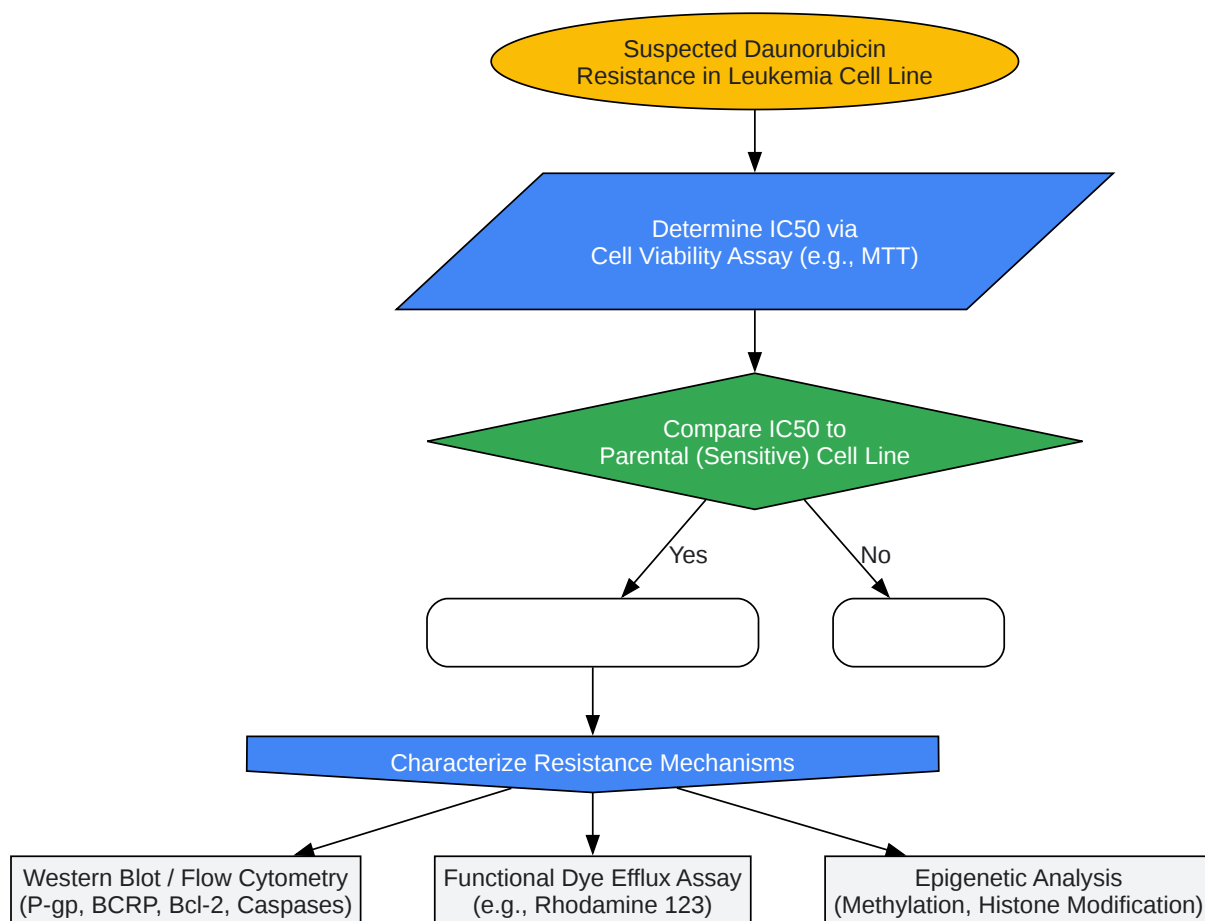 Suspected Daunorubicin
Resistance in Leukemia Cell Line
Determine IC50 via
Cell Viability Assay (e.g., MTT)
Compare IC50 to
Parental (Sensitive) Cell Line
Yes
No
Characterize Resistance Mechanisms
Western Blot / Flow Cytometry
(P-gp, BCRP, Bcl-2, Caspases)
Functional Dye Efflux Assay
(e.g., Rhodamine 123)
Epigenetic Analysis
(Methylation, Histone Modification)